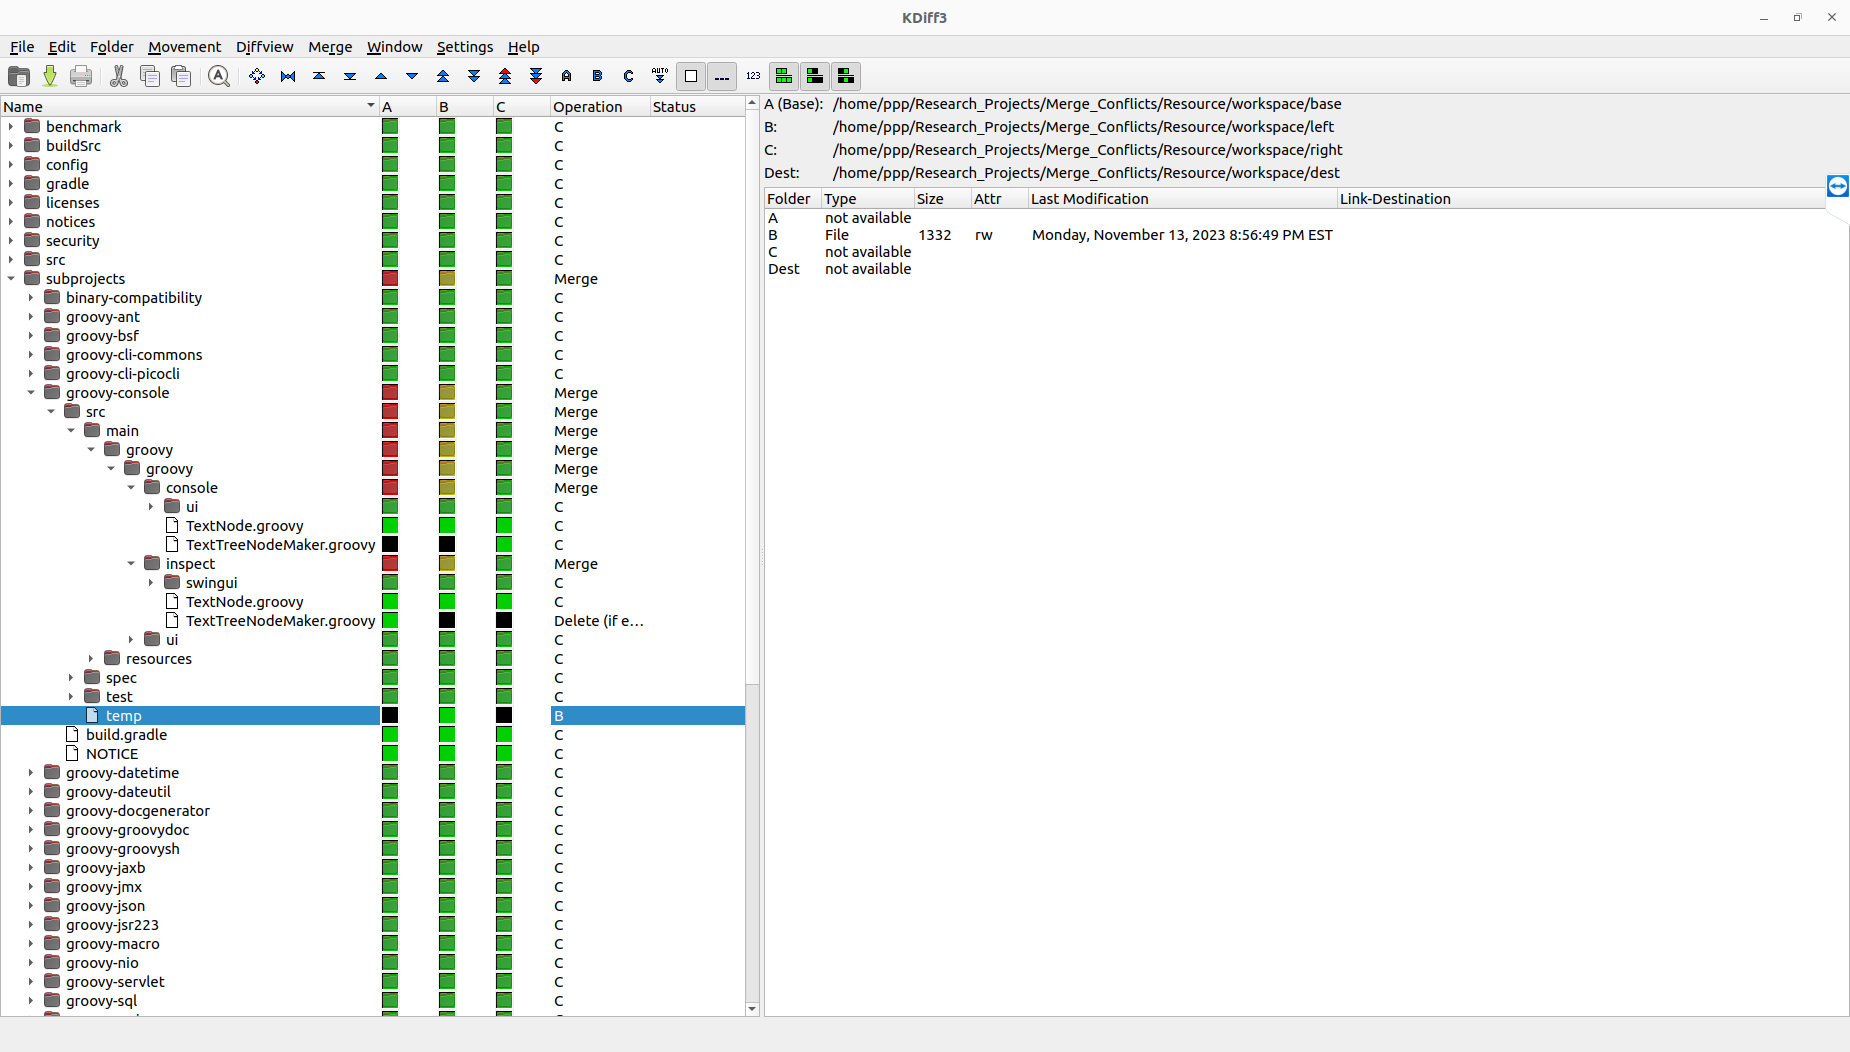 KDiff3
File Edit Folder Movement Diffview Merge Window Settings Help
A B C AUTO 123
Name A B C Operation Status
benchmark C
buildSrc C
config C
gradle C
licenses C
notices C
security C
src C
subprojects Merge
binary-compatibility C
groovy-ant C
groovy-bsf C
groovy-cli-commons C
groovy-cli-picocli C
groovy-console Merge
src Merge
main Merge
groovy Merge
groovy Merge
console Merge
ui C
TextNode.groovy C
TextTreeNodeMaker.groovy C
inspect Merge
swingui C
TextNode.groovy C
TextTreeNodeMaker.groovy Delete (if e...
ui C
resources C
spec C
test C
temp B
build.gradle C
NOTICE C
groovy-datetime C
groovy-dateutil C
groovy-docgenerator C
groovy-groovydoc C
groovy-groovysh C
groovy-jaxb C
groovy-jmx C
groovy-json C
groovy-jsr223 C
groovy-macro C
groovy-nio C
groovy-servlet C
groovy-sql C
A (Base): /home/ppp/Research_Projects/Merge_Conflicts/Resource/workspace/base
B: /home/ppp/Research_Projects/Merge_Conflicts/Resource/workspace/left
C: /home/ppp/Research_Projects/Merge_Conflicts/Resource/workspace/right
Dest: /home/ppp/Research_Projects/Merge_Conflicts/Resource/workspace/dest
Folder Type Size Attr Last Modification Link-Destination
A not available
B File 1332 rw Monday, November 13, 2023 8:56:49 PM EST
C not available
Dest not available